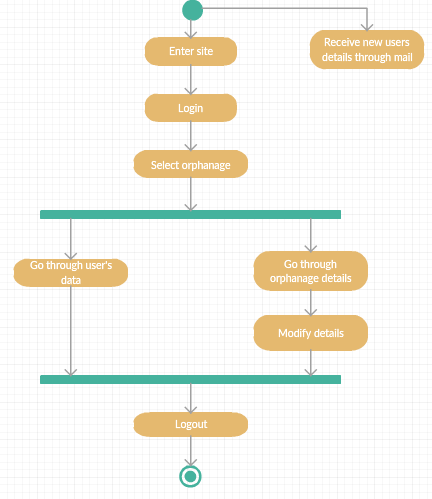 Enter site
Receive new users
details through mail
Login
Select orphanage
Go through user's
data
Go through
orphanage details
Modify details
Logout